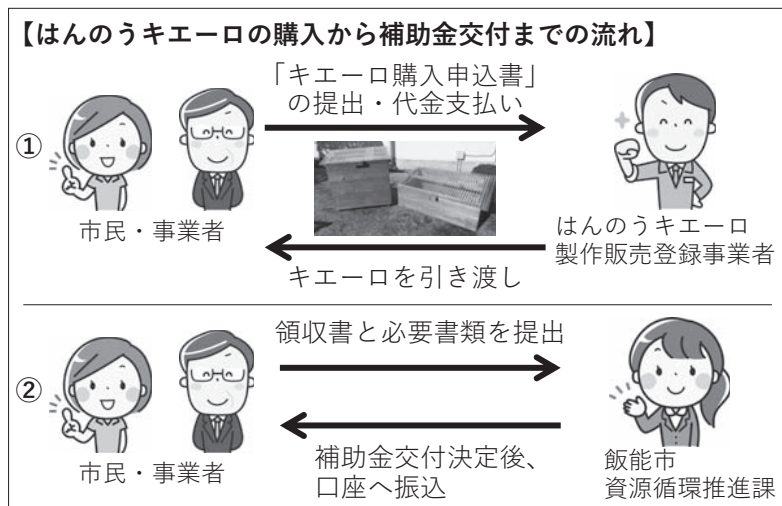 【はんのうキエーロの購入から補助金交付までの流れ】
①
「キエーロ購入申込書」
の提出・代金支払い
市民・事業者
はんのうキエーロ
製作販売登録事業者
キエーロを引き渡し
②
領収書と必要書類を提出
市民・事業者
補助金交付決定後、
口座へ振込
飯能市
資源循環推進課